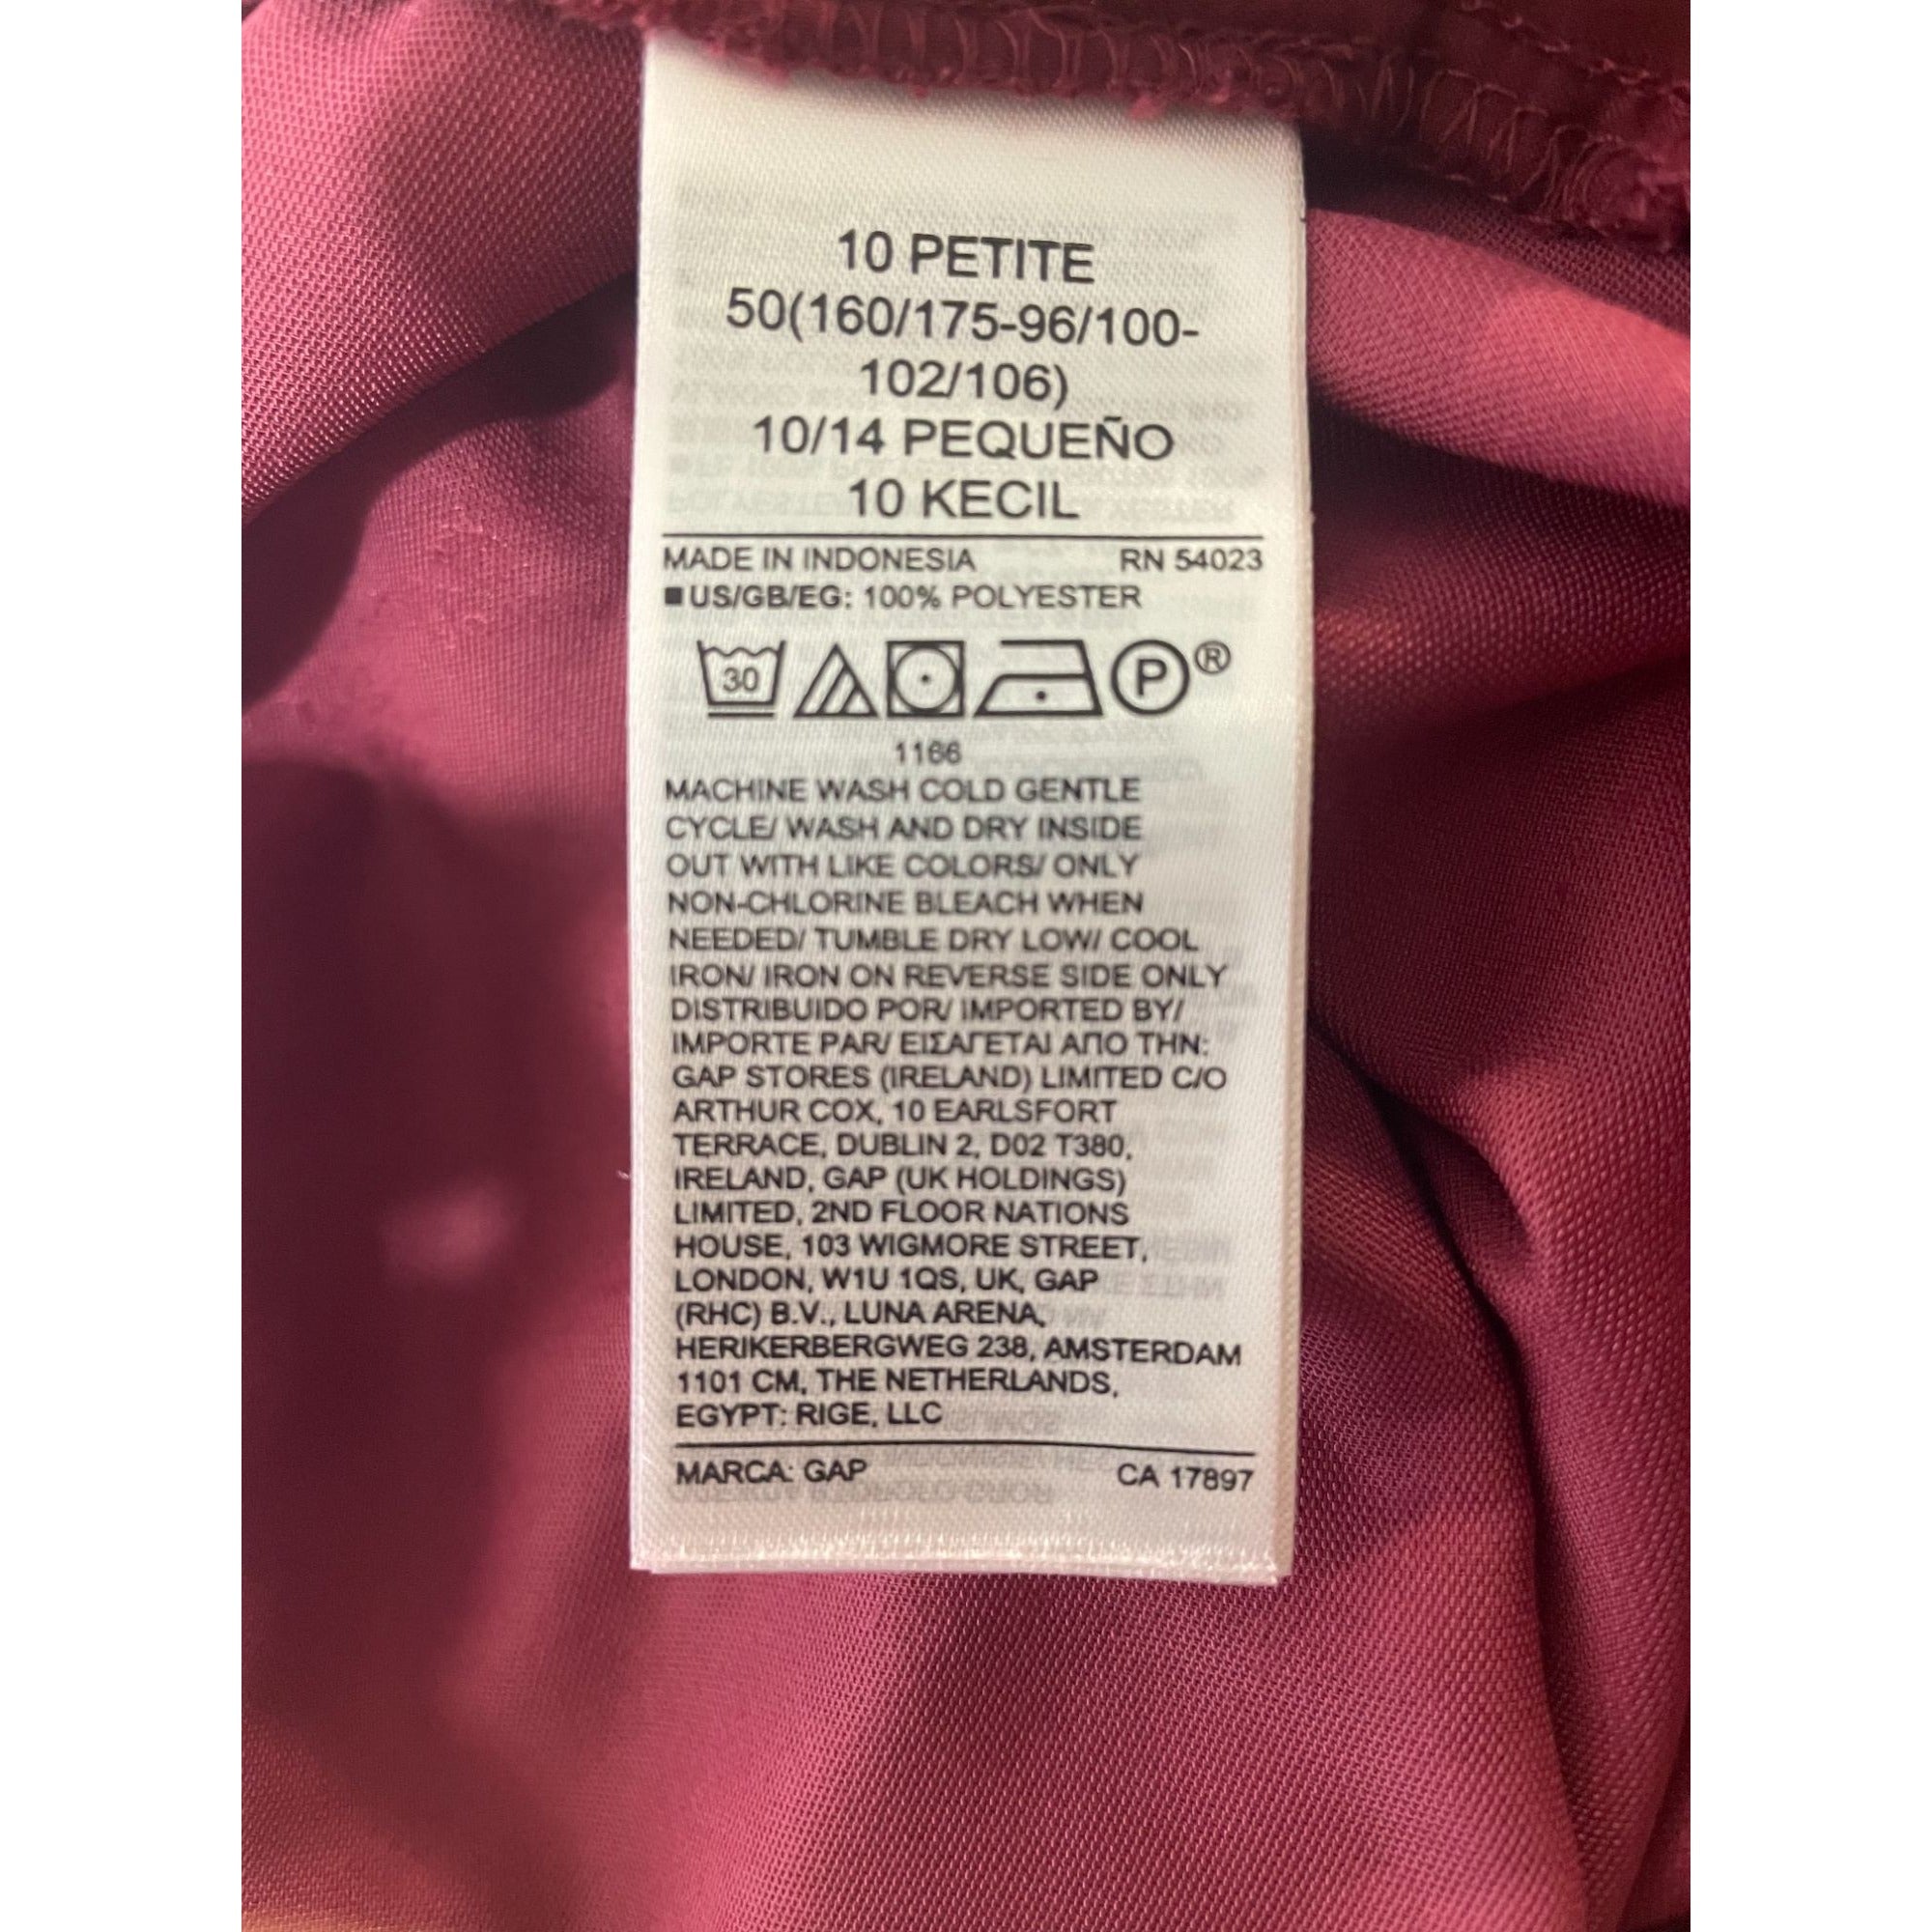 10 PETITE
50(160/175-96/100-
102/106)
10/14 PEQUEÑO
10 KECIL
MADE IN INDONESIA RN 54023
■US/GB/EG: 100% POLYESTER
30 P®
1166
MACHINE WASH COLD GENTLE
CYCLE/ WASH AND DRY INSIDE
OUT WITH LIKE COLORS/ ONLY
NON-CHLORINE BLEACH WHEN
NEEDED/ TUMBLE DRY LOW/ COOL
IRON/ IRON ON REVERSE SIDE ONLY
DISTRIBUIDO POR/ IMPORTED BY/
IMPORTE PAR/ ΕΙΣΑΓΕΤΑΙ ΑΠΟ ΤΗΝ:
GAP STORES (IRELAND) LIMITED C/O
ARTHUR COX, 10 EARLSFORT
TERRACE, DUBLIN 2, D02 T380,
IRELAND, GAP (UK HOLDINGS)
LIMITED, 2ND FLOOR NATIONS
HOUSE, 103 WIGMORE STREET,
LONDON, W1U 1QS, UK, GAP
(RHC) B.V., LUNA ARENA,
HERIKERBERGWEG 238, AMSTERDAM
1101 CM, THE NETHERLANDS,
EGYPT: RIGE, LLC
MARCA: GAP CA 17897